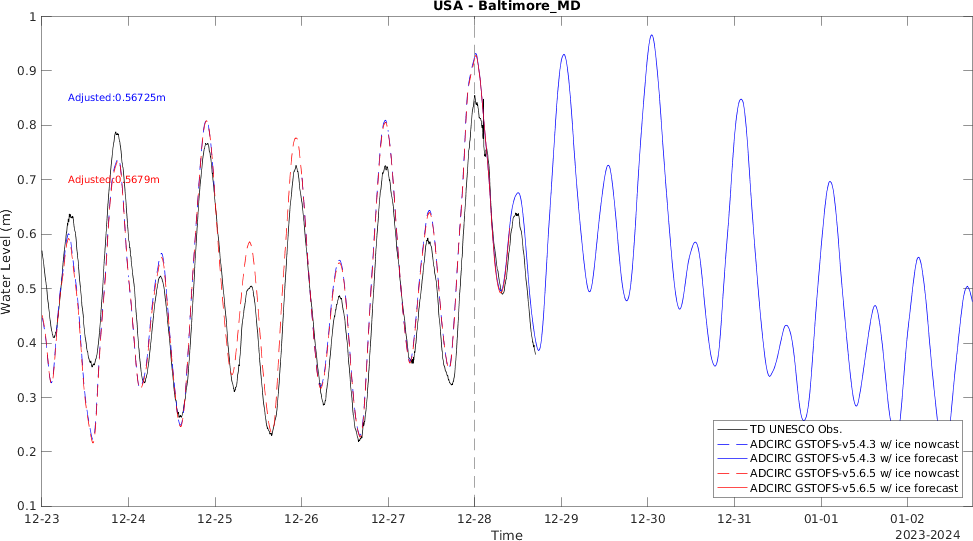 USA - Baltimore_MD
1
0.9
Adjusted:0.56725m
0.8
0.7
Adjusted:0.5679m
0.6
Water Level (m)
0.5
0.4
0.3
0.2
0.1
TD UNESCO Obs.
ADCIRC GSTOFS-v5.4.3 w/ ice nowcast
ADCIRC GSTOFS-v5.4.3 w/ ice forecast
ADCIRC GSTOFS-v5.6.5 w/ ice nowcast
ADCIRC GSTOFS-v5.6.5 w/ ice forecast
12-23 12-24 12-25 12-26 12-27 12-28 12-29 12-30 12-31 01-01 01-02
Time
2023-2024